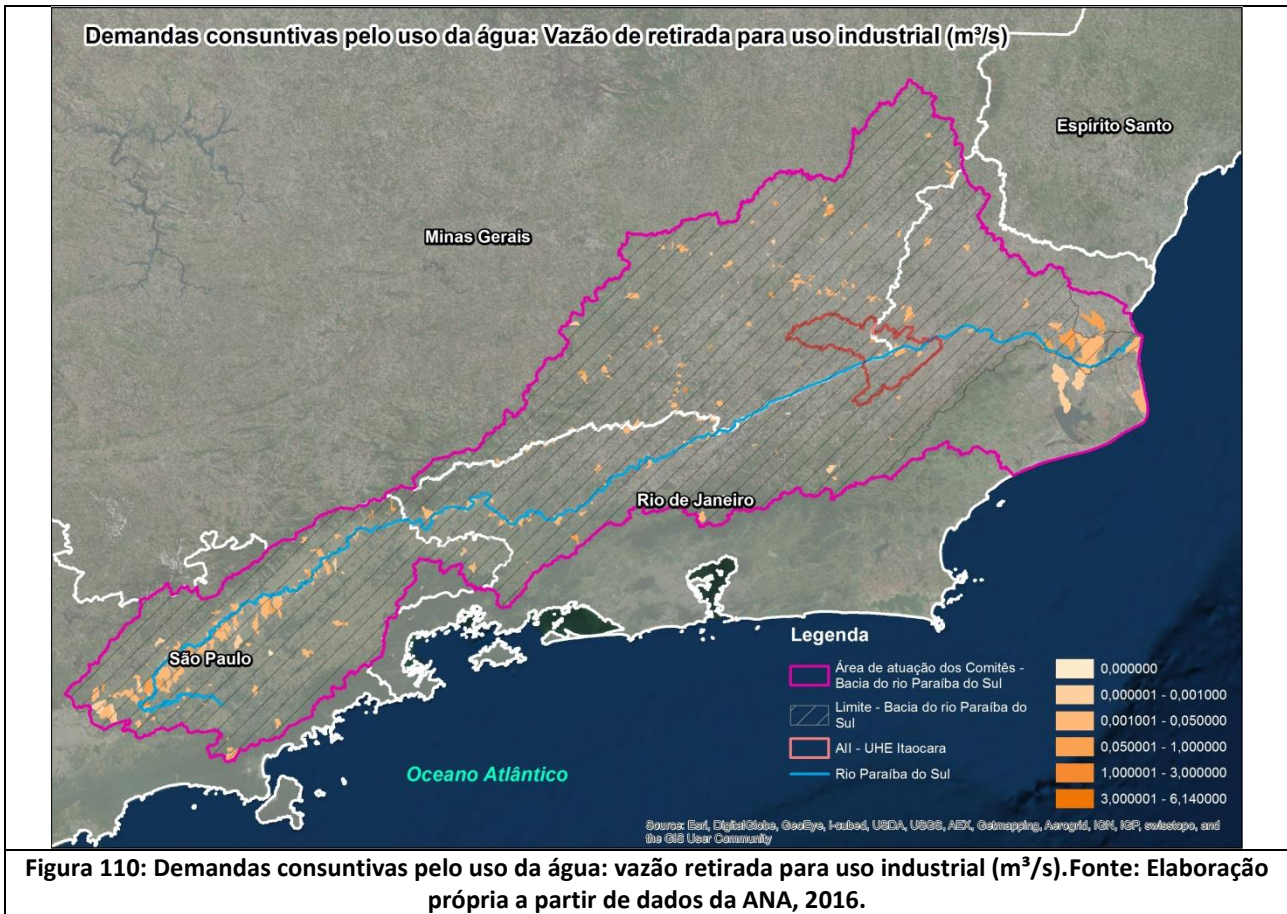 Demandas consuntivas pelo uso da água: Vazão de retirada para uso industrial (m³/s)
Espírito Santo
Minas Gerais
Rio de Janeiro
São Paulo
Oceano Atlântico
Legenda
Área de atuação dos Comitês -
Bacia do rio Paraíba do Sul
Limite - Bacia do rio Paraíba do
Sul
AII - UHE Itaocara
Rio Paraíba do Sul
0,000000
0,000001 - 0,001000
0,001001 - 0,050000
0,050001 - 1,000000
1,000001 - 3,000000
3,000001 - 6,140000
Source: Esri, DigitalGlobe, GeoEye, i-cubed, USDA, USGS, AEX, Getmapping, Aerogrid, IGN, IGP, swisstopo, and
the GIS User Community
Figura 110: Demandas consuntivas pelo uso da água: vazão retirada para uso industrial (m³/s).Fonte: Elaboração
própria a partir de dados da ANA, 2016.